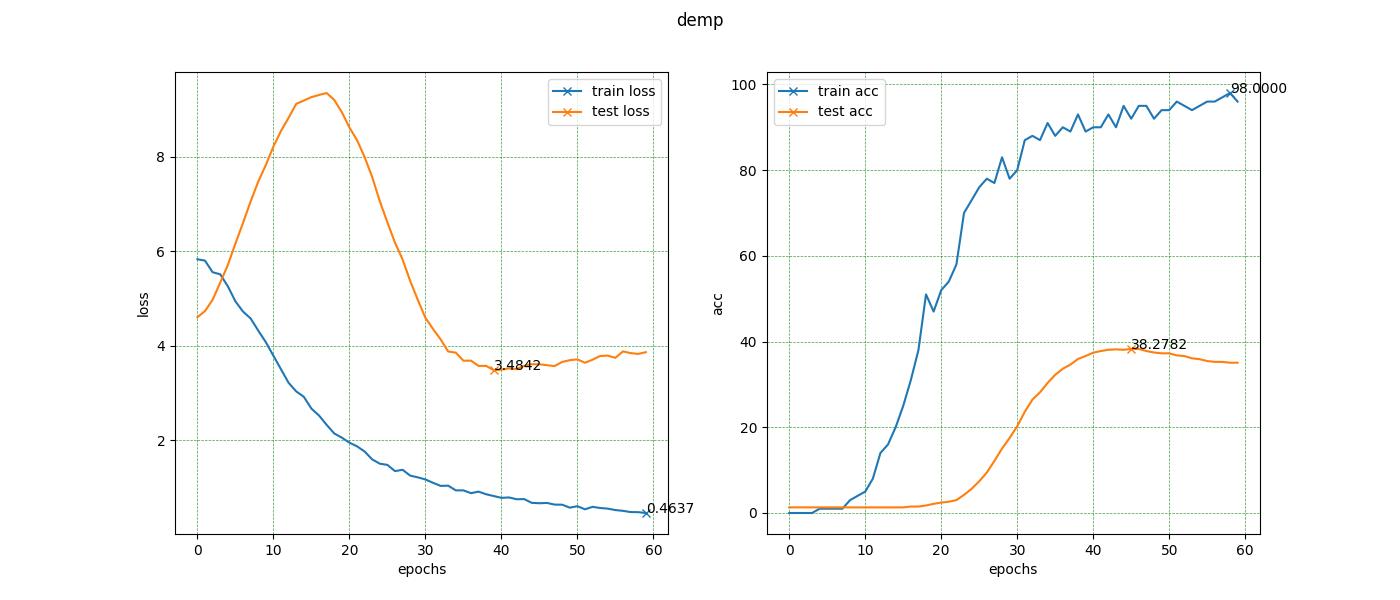 demp
train loss
test loss
3.4842
0.4637
8
6
4
2
loss
0 10 20 30 40 50 60
epochs
train acc
test acc
98.0000
38.2782
100
80
60
40
20
0
acc
0 10 20 30 40 50 60
epochs